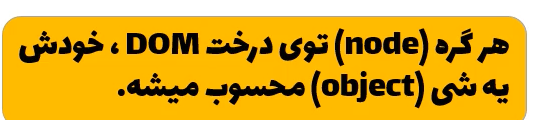 هر گره (node) توی درخت DOM ، خودش
یه شی (object) محسوب میشه.